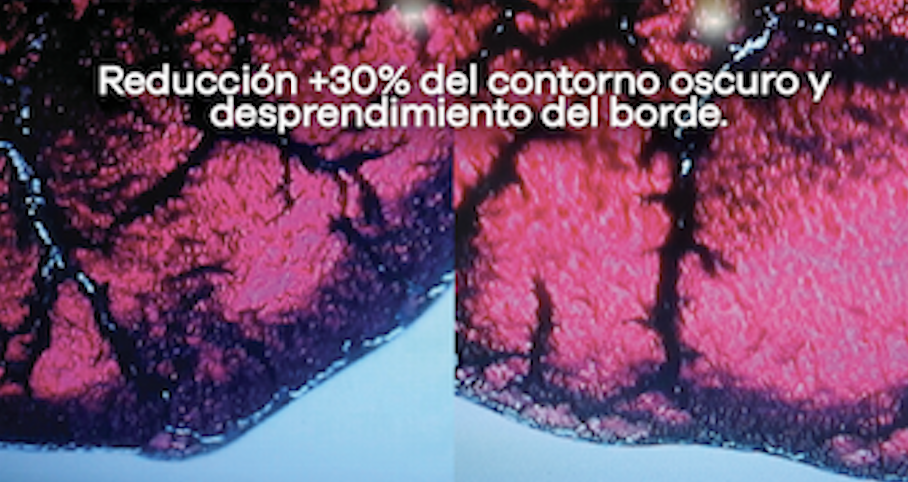 Reducción +30% del contorno oscuro y
desprendimiento del borde.